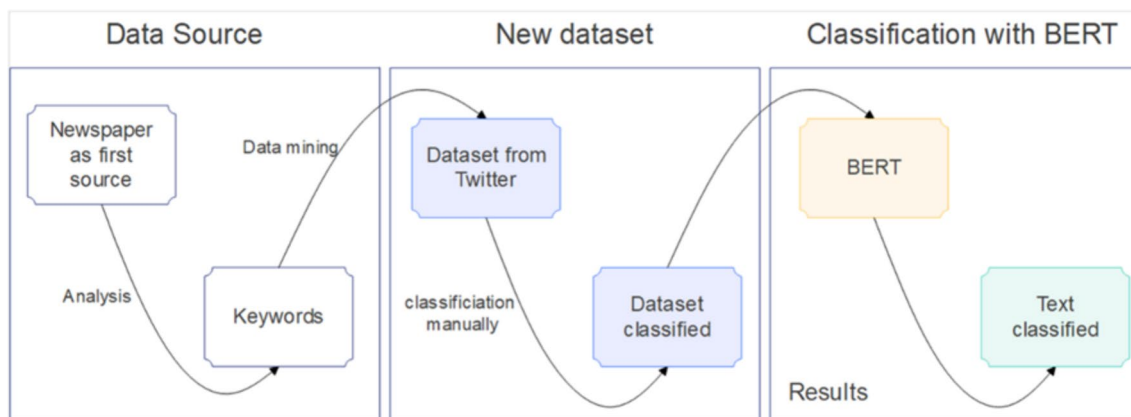 Data Source
New dataset
Classification with BERT
Newspaper
as first
source
Analysis
Keywords
Data mining
Dataset from
Twitter
classificiation
manually
Dataset
classified
BERT
Text
classified
Results